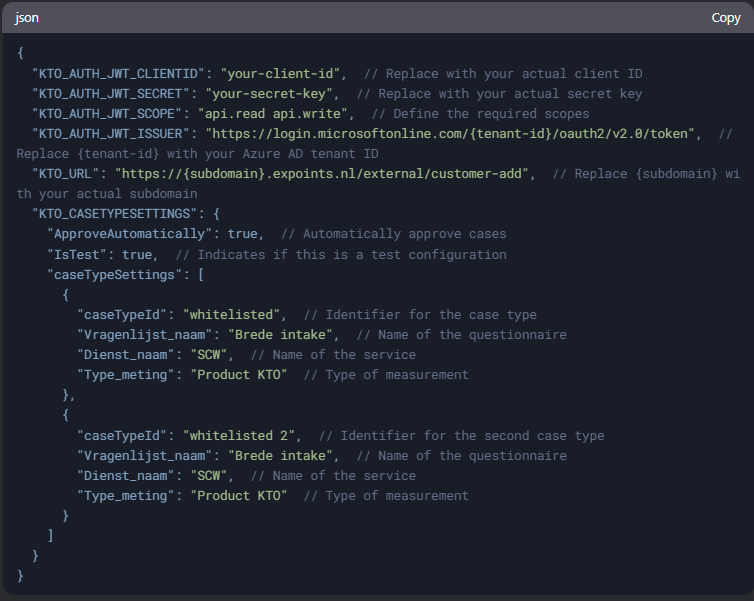 json
Copy
{
  "KTO_AUTH_JWT_CLIENTID": "your-client-id",  // Replace with your actual client ID
  "KTO_AUTH_JWT_SECRET": "your-secret-key",  // Replace with your actual secret key
  "KTO_AUTH_JWT_SCOPE": "api.read api.write",  // Define the required scopes
  "KTO_AUTH_JWT_ISSUER": "https://login.microsoftonline.com/{tenant-id}/oauth2/v2.0/token",  //
Replace {tenant-id} with your Azure AD tenant ID
  "KTO_URL": "https://{subdomain}.expoints.nl/external/customer-add",  // Replace {subdomain} wi
th your actual subdomain
  "KTO_CASETYPESETTINGS": {
    "ApproveAutomatically": true,  // Automatically approve cases
    "IsTest": true,  // Indicates if this is a test configuration
    "caseTypeSettings": [
      {
        "caseTypeId": "whitelisted",  // Identifier for the case type
        "Vragenlijst_naam": "Brede intake",  // Name of the questionnaire
        "Dienst_naam": "SCW",  // Name of the service
        "Type_meting": "Product KTO"  // Type of measurement
      },
      {
        "caseTypeId": "whitelisted 2",  // Identifier for the second case type
        "Vragenlijst_naam": "Brede intake",  // Name of the questionnaire
        "Dienst_naam": "SCW",  // Name of the service
        "Type_meting": "Product KTO"  // Type of measurement
      }
    ]
  }
}